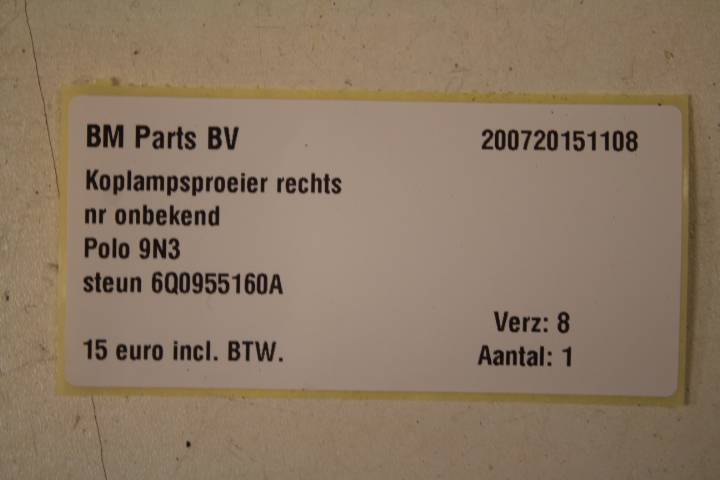 BM Parts BV 200720151108
Koplampsproeier rechts
nr onbekend
Polo 9N3
steun 6Q0955160A
Verz: 8
15 euro incl. BTW. Aantal: 1